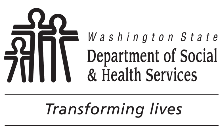 Washington State
Department of Social
& Health Services
Transforming lives